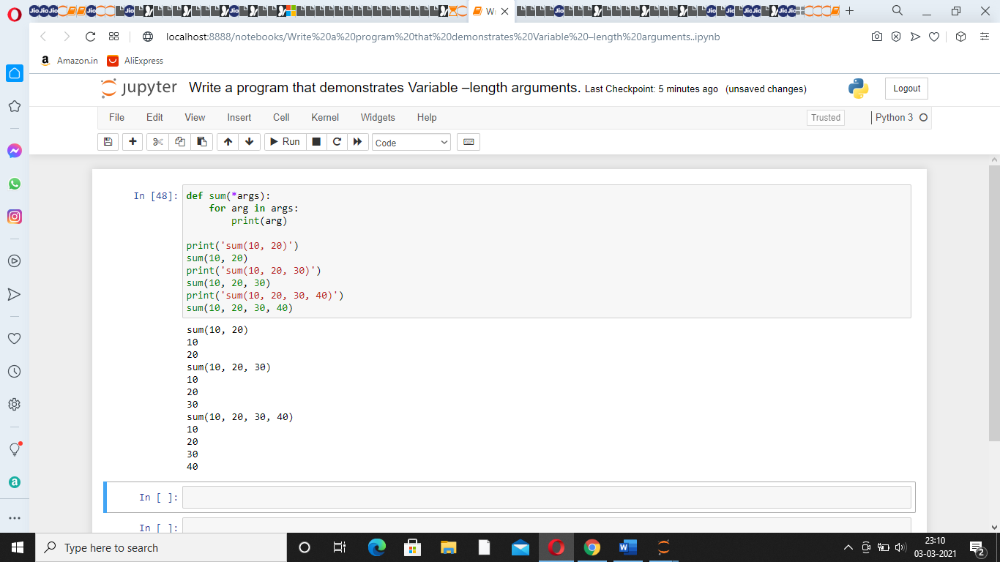 W
localhost:8888/notebooks/Write%20a%20program%20that%20demonstrates%20Variable%20–length%20arguments..ipynb
Amazon.in AliExpress
jupyter Write a program that demonstrates Variable –length arguments. Last Checkpoint: 5 minutes ago (unsaved changes) Logout
File Edit View Insert Cell Kernel Widgets Help Trusted Python 3
Run Code
In [48]: def sum(*args):
    for arg in args:
        print(arg)
print('sum(10, 20)')
sum(10, 20)
print('sum(10, 20, 30)')
sum(10, 20, 30)
print('sum(10, 20, 30, 40)')
sum(10, 20, 30, 40)
sum(10, 20)
10
20
sum(10, 20, 30)
10
20
30
sum(10, 20, 30, 40)
10
20
30
40
In [ ]:
In [ ]:
Type here to search
23:10
03-03-2021
2